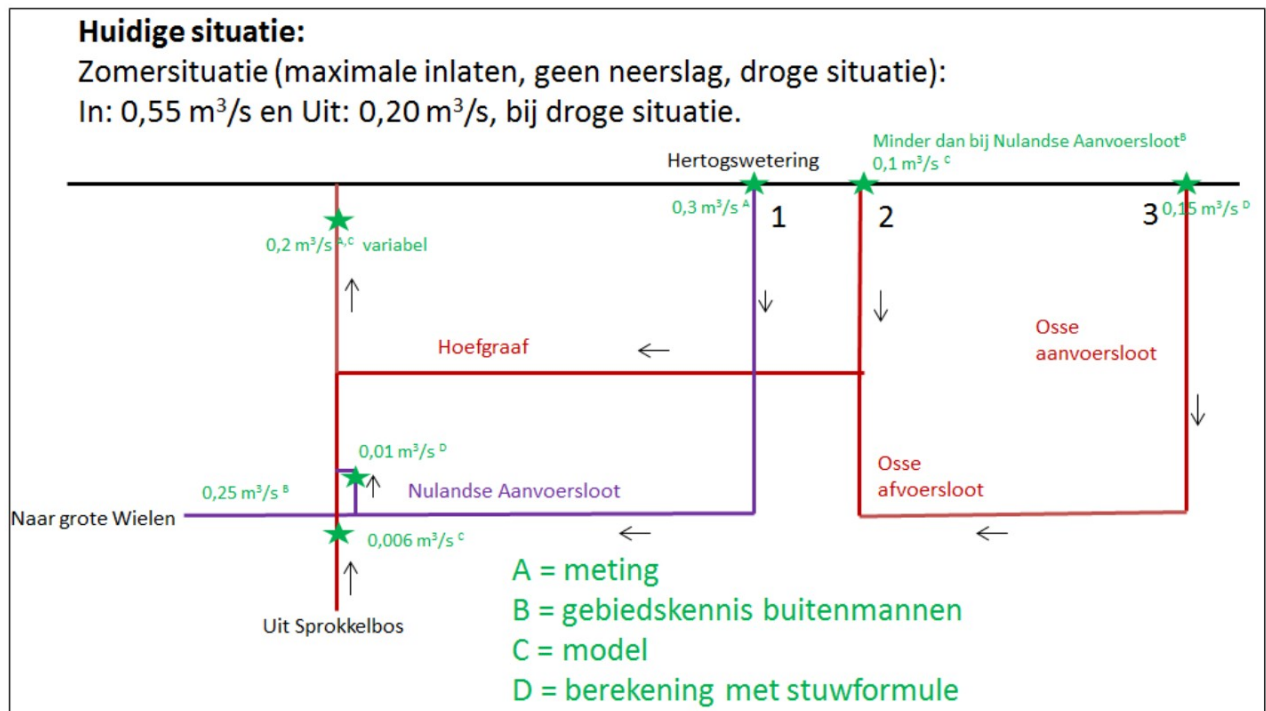 Huidige situatie:
Zomersituatie (maximale inlaten, geen neerslag, droge situatie):
In: 0,55 m³/s en Uit: 0,20 m³/s, bij droge situatie.
Minder dan bij Nulandse Aanvoersloot ᴮ
0,1 m³/s ᶜ
Hertogswetering
0,3 m³/s ᴬ
1
2
3
0,15 m³/s ᴰ
0,2 m³/s ᴬ,ᶜ variabel
Hoefgraaf
Osse
aanvoersloot
0,01 m³/s ᴰ
Osse
afvoersloot
0,25 m³/s ᴮ
Nulandse Aanvoersloot
Naar grote Wielen
0,006 m³/s ᶜ
Uit Sprokkelbos
A = meting
B = gebiedskennis buitenmannen
C = model
D = berekening met stuwformule